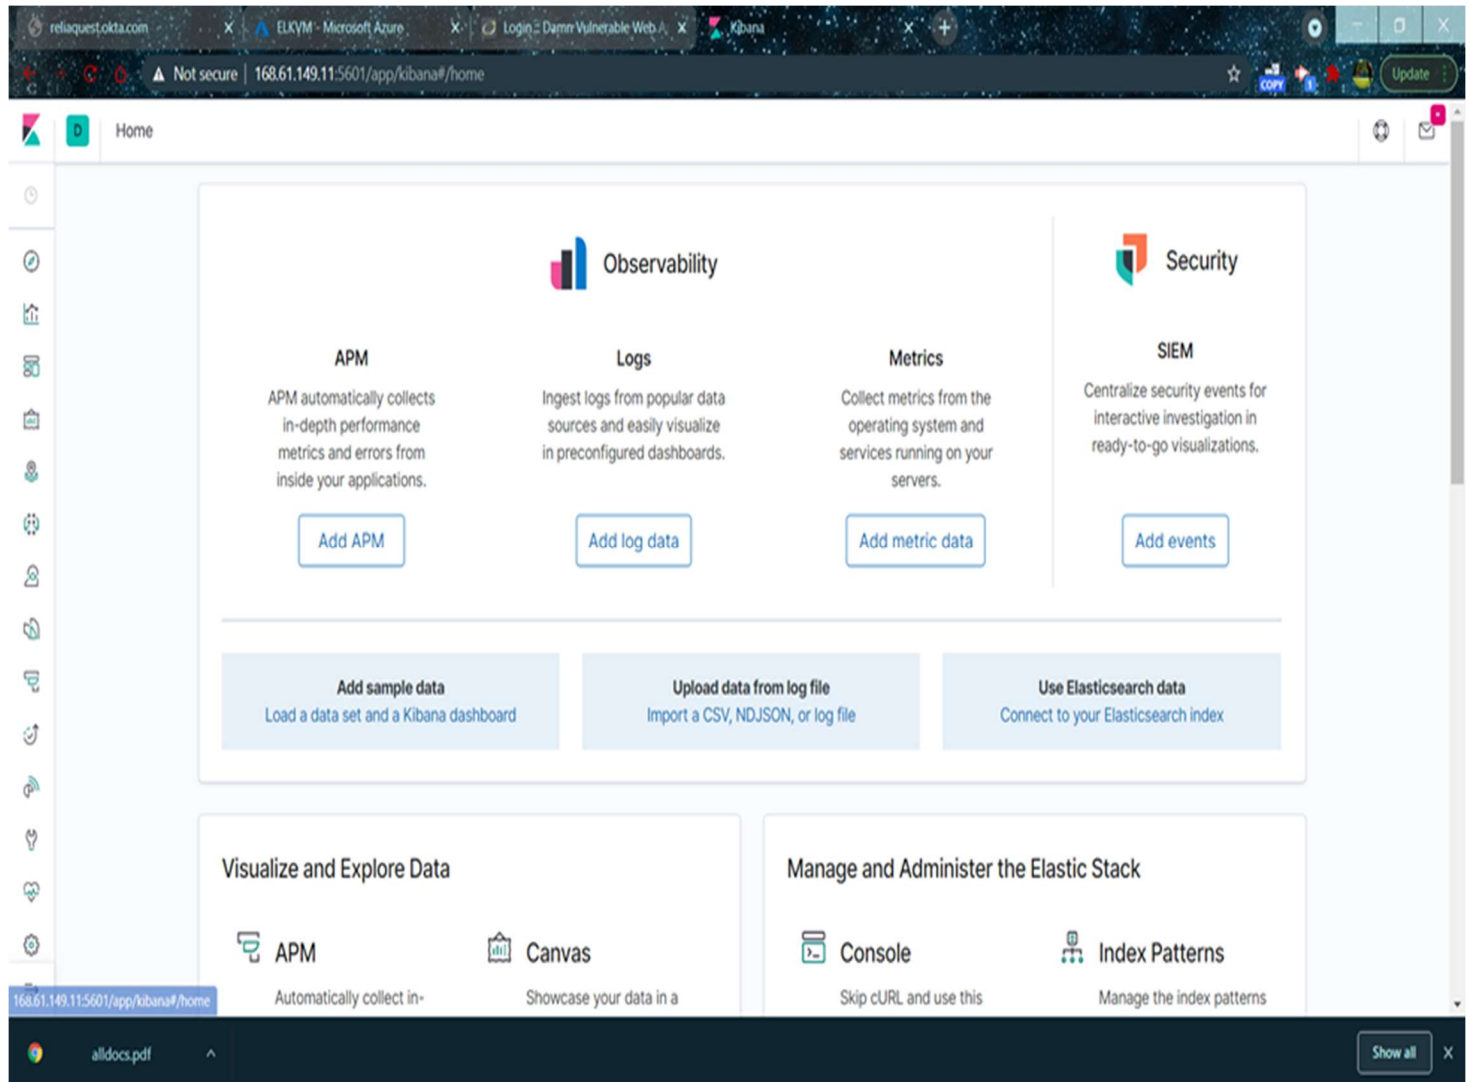 reliaquest.okta.com
ELKVM - Microsoft Azure
Login :: Damn Vulnerable Web A
Kibana
Not secure
168.61.149.11:5601/app/kibana#/home
COPY
1
Update
D
Home
Observability
Security
APM
APM automatically collects
in-depth performance
metrics and errors from
inside your applications.
Add APM
Logs
Ingest logs from popular data
sources and easily visualize
in preconfigured dashboards.
Add log data
Metrics
Collect metrics from the
operating system and
services running on your
servers.
Add metric data
SIEM
Centralize security events for
interactive investigation in
ready-to-go visualizations.
Add events
Add sample data
Load a data set and a Kibana dashboard
Upload data from log file
Import a CSV, NDJSON, or log file
Use Elasticsearch data
Connect to your Elasticsearch index
Visualize and Explore Data
APM
Automatically collect in-
Canvas
Showcase your data in a
Manage and Administer the Elastic Stack
Console
Skip cURL and use this
Index Patterns
Manage the index patterns
168.61.149.11:5601/app/kibana#/home
alldocs.pdf
Show all